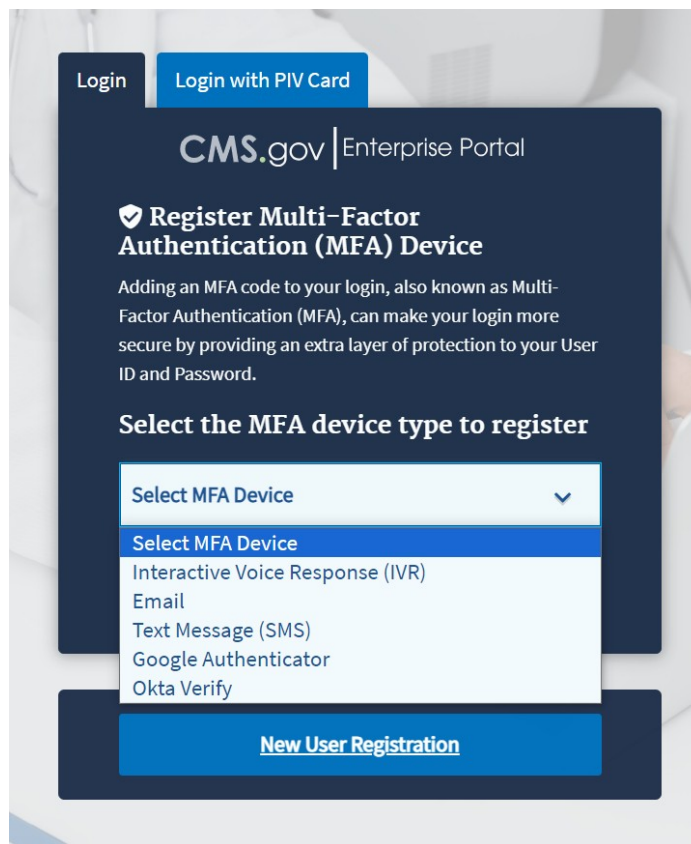 Login
Login with PIV Card
CMS.gov Enterprise Portal
Register Multi-Factor
Authentication (MFA) Device
Adding an MFA code to your login, also known as Multi-
Factor Authentication (MFA), can make your login more
secure by providing an extra layer of protection to your User
ID and Password.
Select the MFA device type to register
Select MFA Device
Select MFA Device
Interactive Voice Response (IVR)
Email
Text Message (SMS)
Google Authenticator
Okta Verify
New User Registration